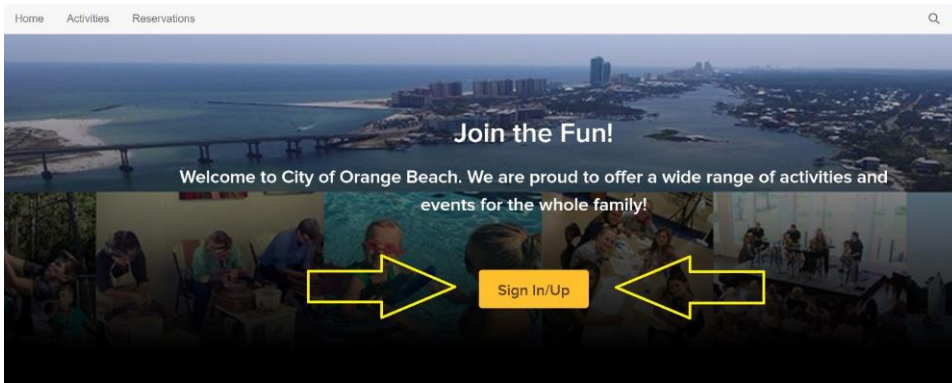 Home Activities Reservations
Join the Fun!
Welcome to City of Orange Beach. We are proud to offer a wide range of activities and
events for the whole family!
Sign In/Up